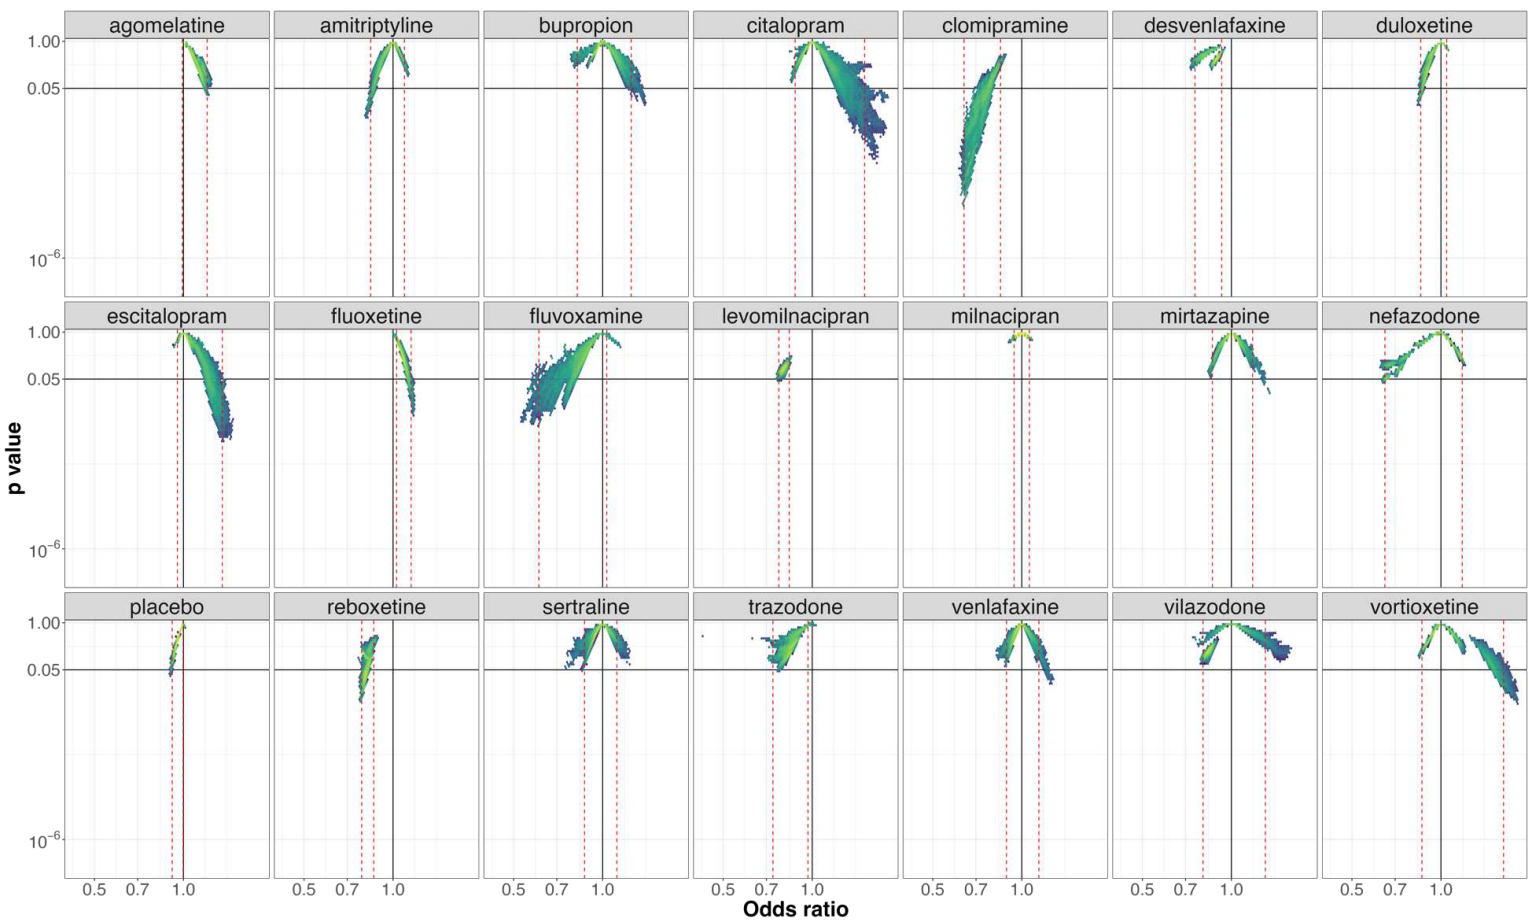 agomelatine amitriptyline bupropion citalopram clomipramine desvenlafaxine duloxetine
1.00
0.05
10⁻⁶
escitalopram fluoxetine fluvoxamine levomilnacipran milnacipran mirtazapine nefazodone
1.00
0.05
10⁻⁶
p value
placebo reboxetine sertraline trazodone venlafaxine vilazodone vortioxetine
1.00
0.05
10⁻⁶
0.5 0.7 1.0 0.5 0.7 1.0 0.5 0.7 1.0 0.5 0.7 1.0 0.5 0.7 1.0 0.5 0.7 1.0 0.5 0.7 1.0
Odds ratio